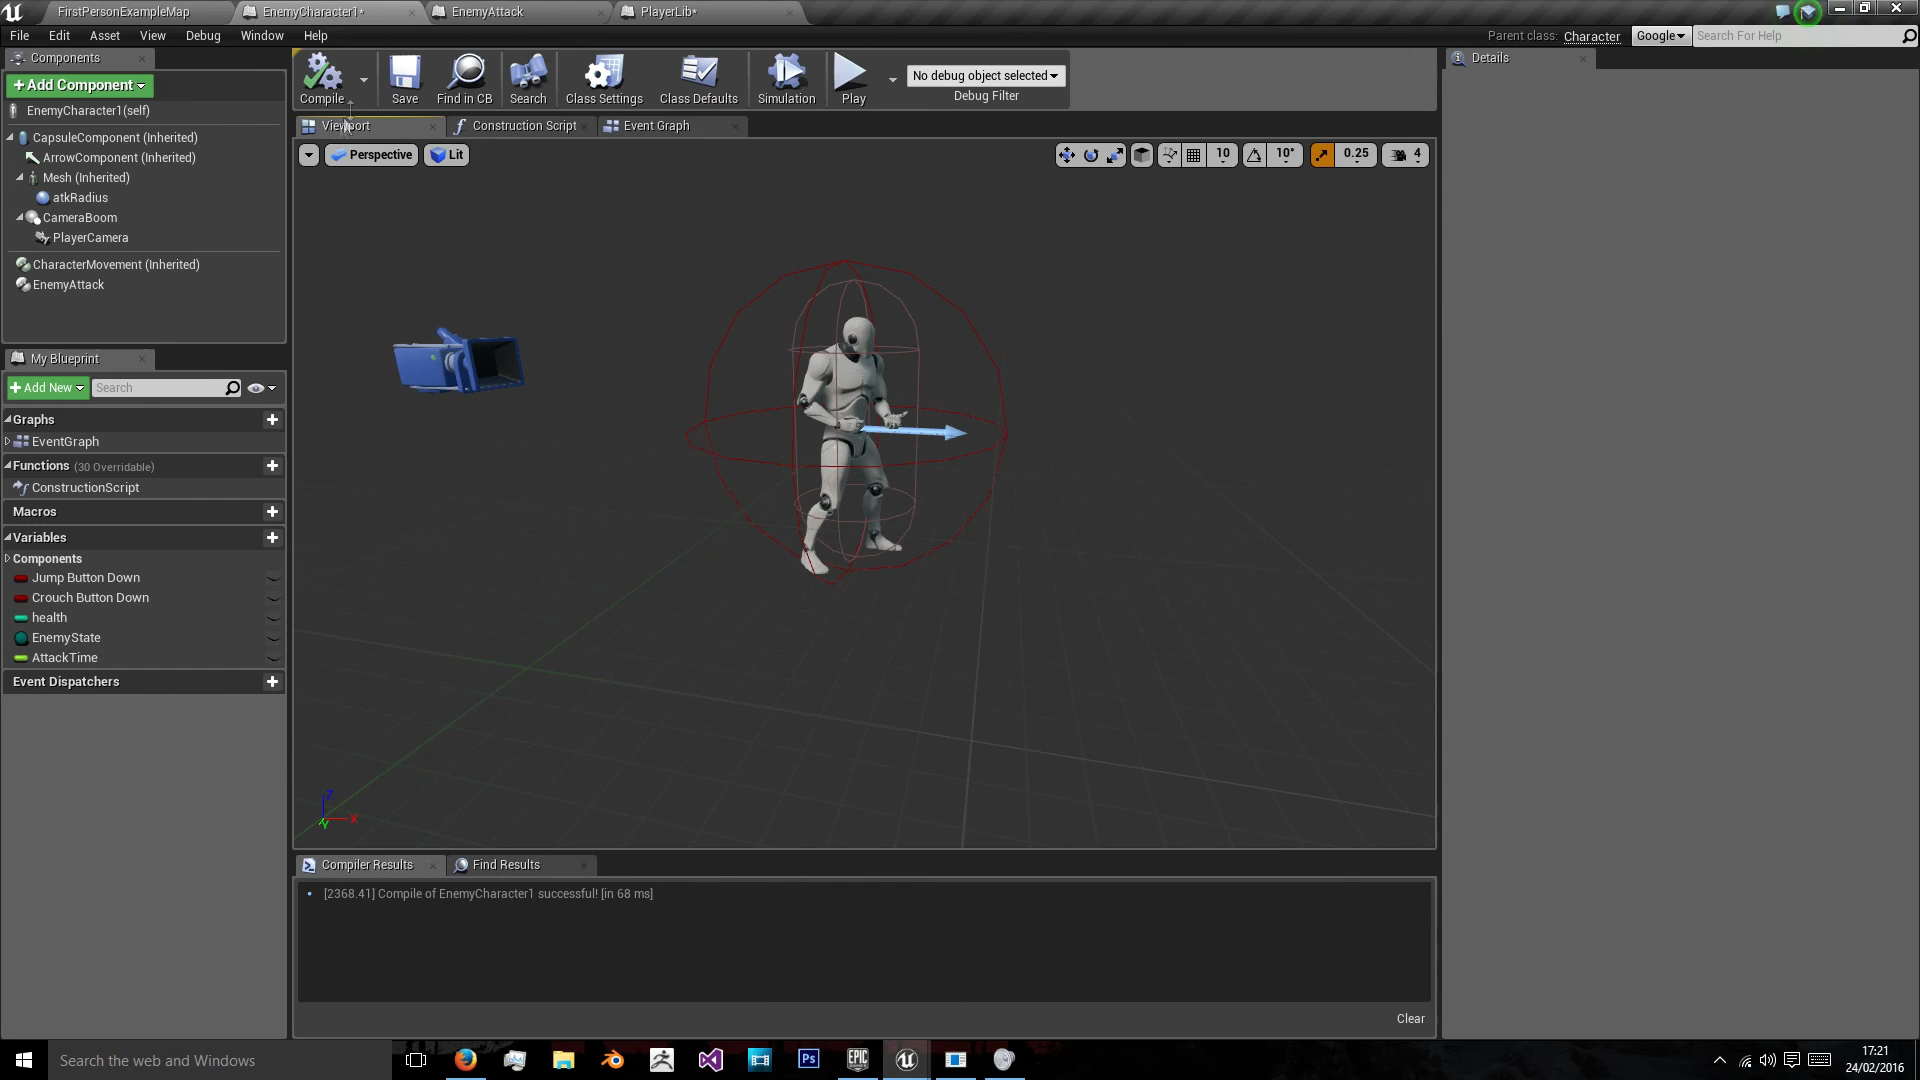 FirstPersonExampleMap
EnemyCharacter1*
EnemyAttack
PlayerLib*
File Edit Asset View Debug Window Help
Parent class: Character
Google
Search For Help
Components
+Add Component
EnemyCharacter1(self)
CapsuleComponent (Inherited)
ArrowComponent (Inherited)
Mesh (Inherited)
atkRadius
CameraBoom
PlayerCamera
CharacterMovement (Inherited)
EnemyAttack
My Blueprint
+Add New
Search
Graphs
EventGraph
Functions (30 Overridable)
ConstructionScript
Macros
Variables
Components
Jump Button Down
Crouch Button Down
health
EnemyState
AttackTime
Event Dispatchers
Compile
Save
Find in CB
Search
Class Settings
Class Defaults
Simulation
Play
No debug object selected
Debug Filter
Viewport
Construction Script
Event Graph
Perspective
Lit
10
10°
0.25
4
Z
X
Y
Compiler Results
Find Results
[2368.41] Compile of EnemyCharacter1 successful! [in 68 ms]
Clear
Details
Search the web and Windows
Ps
EPIC
GAMES
17:21
24/02/2016